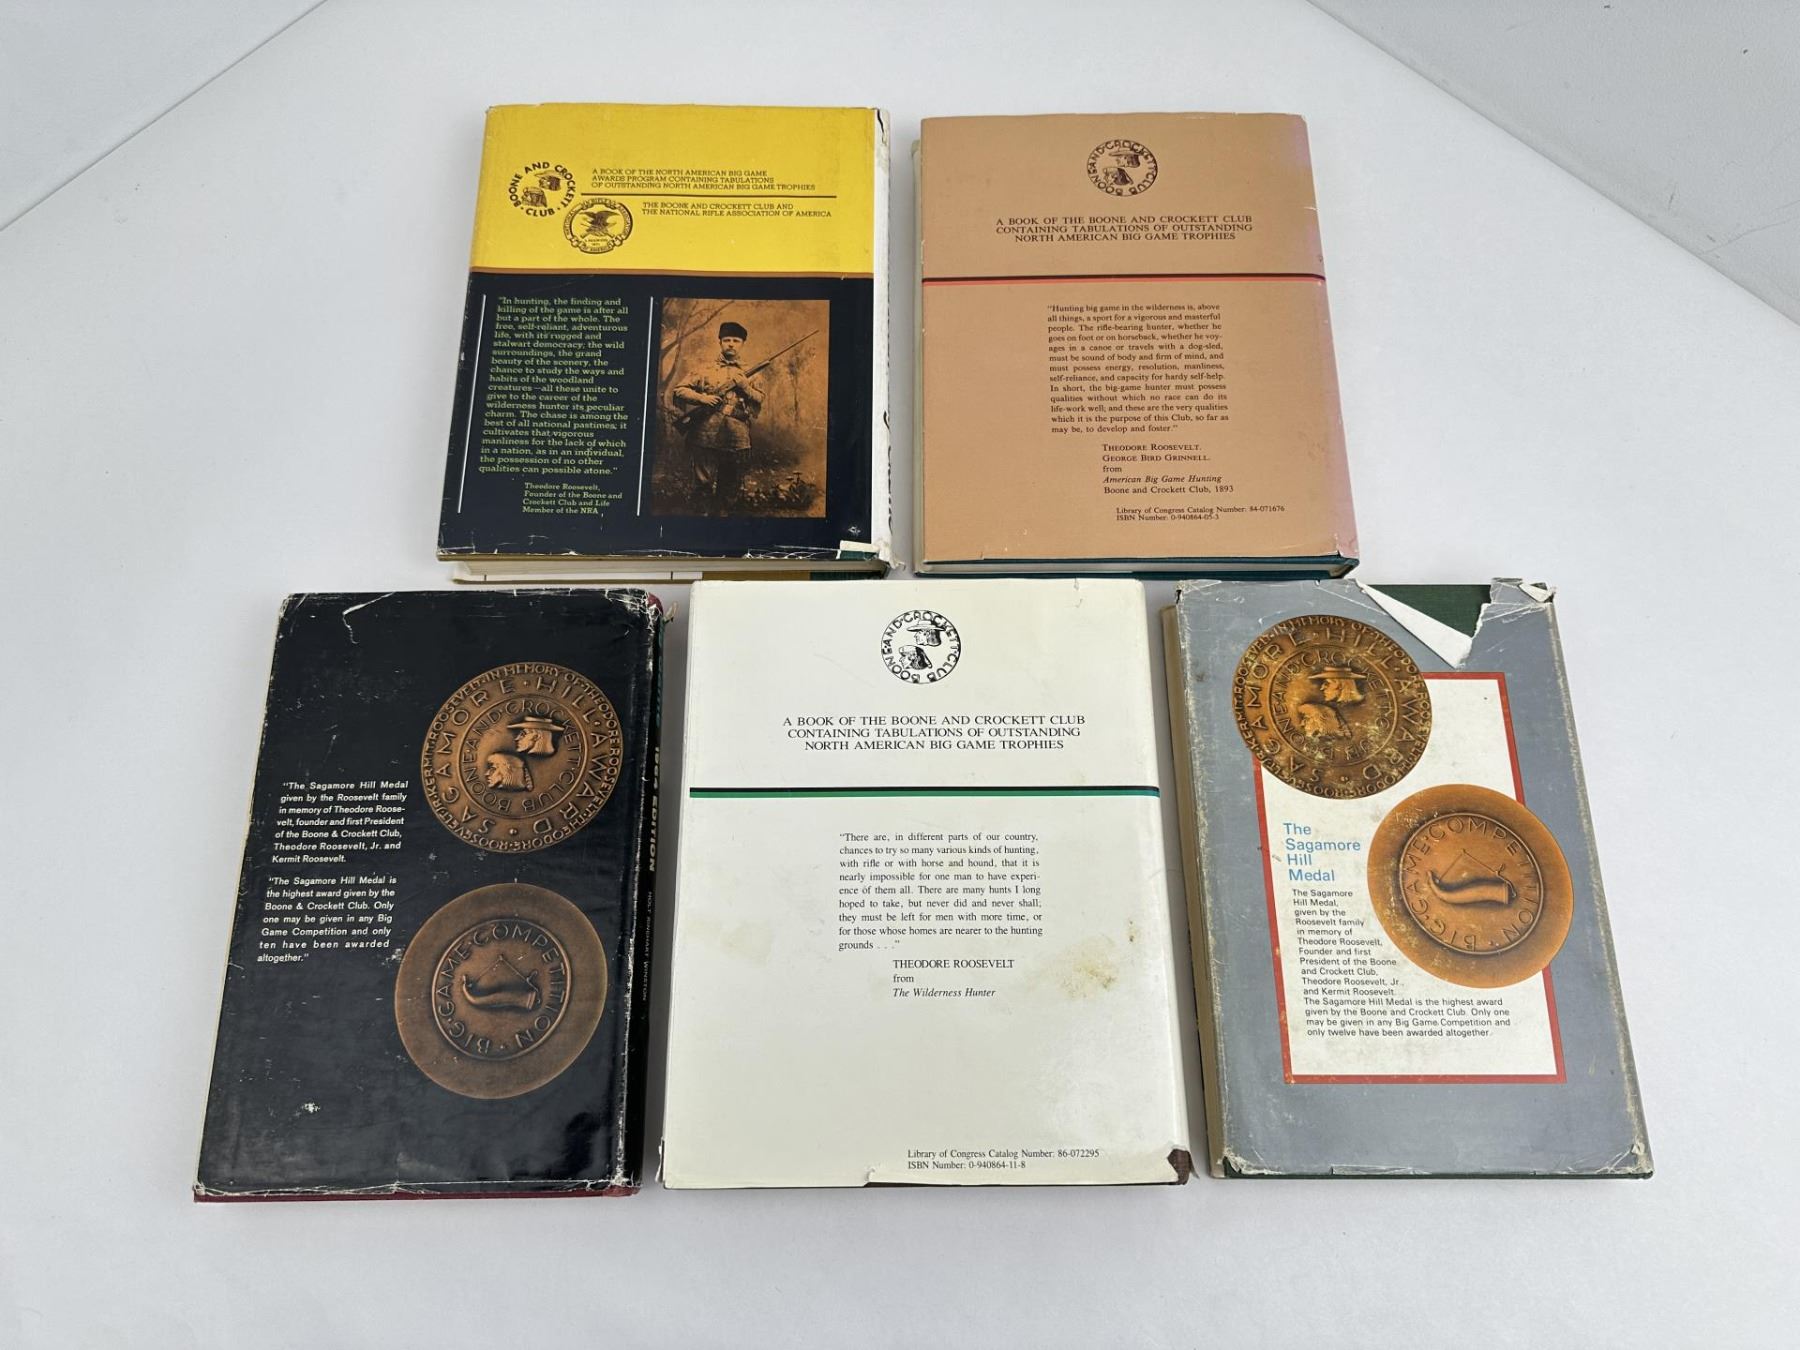 BOONE AND CROCKETT
CLUB
A BOOK OF THE NORTH AMERICAN BIG GAME
AWARDS PROGRAM CONTAINING TABULATIONS
OF OUTSTANDING NORTH AMERICAN BIG GAME TROPHIES
THE BOONE AND CROCKETT CLUB AND
THE NATIONAL RIFLE ASSOCIATION OF AMERICA
"In hunting, the finding and
killing of the game is after all
but a part of the whole. The
free, self-reliant, adventurous
life, with its rugged and
stalwart democracy; the wild
surroundings, the grand
beauty of the scenery, the
chance to study the ways and
habits of the woodland
creatures—all these unite to
give to the career of the
wilderness hunter its peculiar
charm. The chase is among the
best of all national pastimes; it
cultivates that vigorous
manliness for the lack of which
in a nation, as in an individual,
the possession of no other
qualities can possible atone."
Theodore Roosevelt,
Founder of the Boone and
Crockett Club and Life
Member of the NRA
BOONE·AND·CROCKETT·CLUB
A BOOK OF THE BOONE AND CROCKETT CLUB
CONTAINING TABULATIONS OF OUTSTANDING
NORTH AMERICAN BIG GAME TROPHIES
"Hunting big game in the wilderness is, above
all things, a sport for a vigorous and masterful
people. The rifle-bearing hunter, whether he
goes on foot or on horseback, whether he voy-
ages in a canoe or travels with a dog-sled,
must be sound of body and firm of mind, and
must possess energy, resolution, manliness,
self-reliance, and capacity for hardy self-help.
In short, the big-game hunter must possess
qualities without which no race can do its
life-work well; and these are the very qualities
which it is the purpose of this Club, so far as
may be, to develop and foster."
THEODORE ROOSEVELT.
GEORGE BIRD GRINNELL.
from
American Big Game Hunting
Boone and Crockett Club, 1893
Library of Congress Catalog Number: 84-071676
ISBN Number: 0-940864-05-3
SAGAMORE·HILL·AWARD
BOONE AND·CROCKETT CLUB
"The Sagamore Hill Medal
given by the Roosevelt family
in memory of Theodore Roose-
velt, founder and first President
of the Boone & Crockett Club,
Theodore Roosevelt, Jr. and
Kermit Roosevelt.
"The Sagamore Hill Medal is
the highest award given by the
Boone & Crockett Club. Only
one may be given in any Big
Game Competition and only
ten have been awarded
altogether."
BIG·GAME·COMPETITION
EDITION
HOLT RINEHART WINSTON
BOONE·AND·CROCKETT·CLUB
A BOOK OF THE BOONE AND CROCKETT CLUB
CONTAINING TABULATIONS OF OUTSTANDING
NORTH AMERICAN BIG GAME TROPHIES
"There are, in different parts of our country,
chances to try so many various kinds of hunting,
with rifle or with horse and hound, that it is
nearly impossible for one man to have experi-
ence of them all. There are many hunts I long
hoped to take, but never did and never shall;
they must be left for men with more time, or
for those whose homes are nearer to the hunting
grounds . . ."
THEODORE ROOSEVELT
from
The Wilderness Hunter
Library of Congress Catalog Number: 86-072295
ISBN Number: 0-940864-11-8
SAGAMORE·HILL·AWARD
BOONE AND CROCKETT CLUB
BIG·GAME·COMPETITION
The
Sagamore
Hill
Medal
The Sagamore
Hill Medal,
given by the
Roosevelt family
in memory of
Theodore Roosevelt,
Founder and first
President of the Boone
and Crockett Club,
Theodore Roosevelt, Jr.,
and Kermit Roosevelt.
The Sagamore Hill Medal is the highest award
given by the Boone and Crockett Club. Only one
may be given in any Big Game Competition and
only twelve have been awarded altogether.